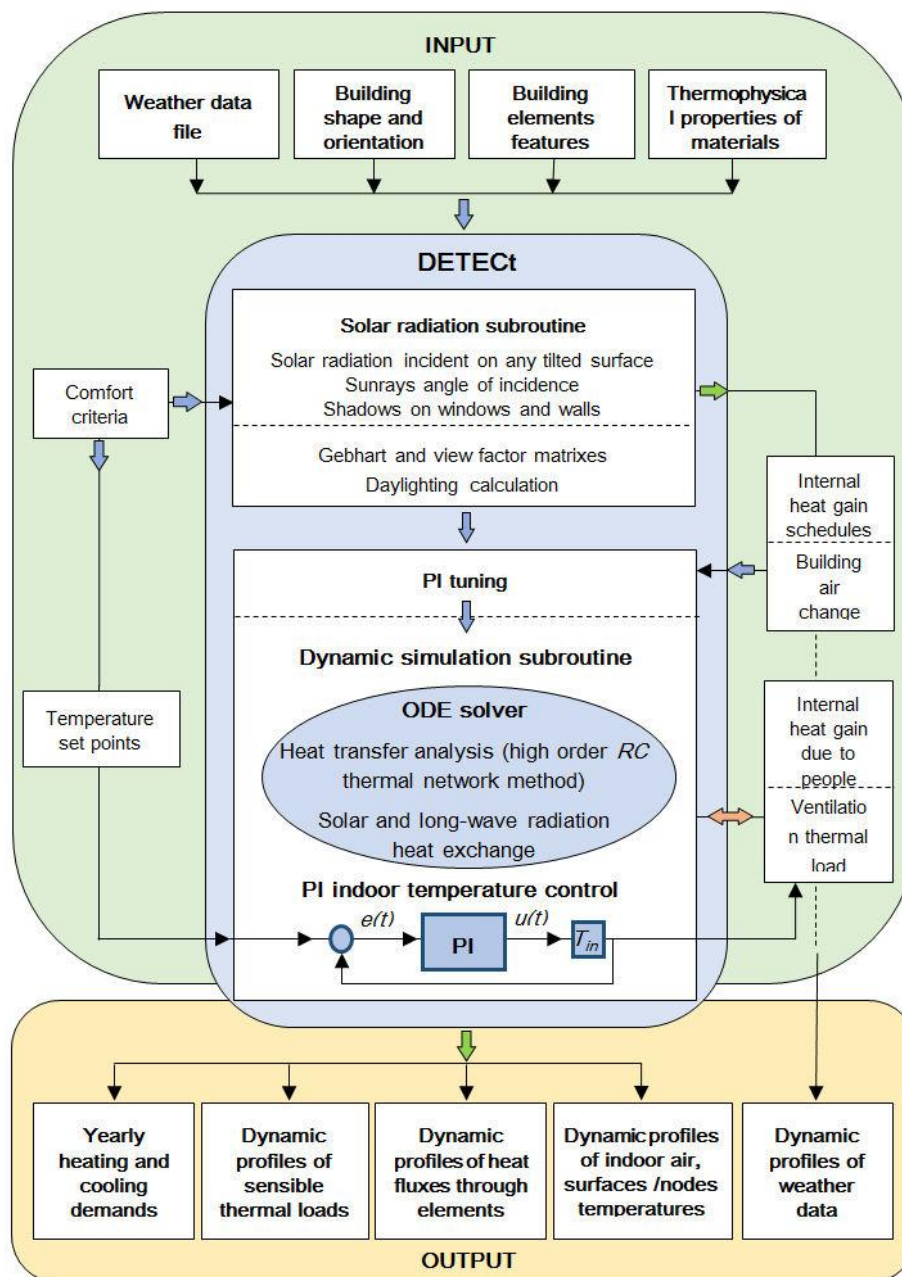 INPUT
Weather data
file
Building
shape and
orientation
Building
elements
features
Thermophysica
l properties of
materials
DETECt
Solar radiation subroutine
Solar radiation incident on any tilted surface
Sunrays angle of incidence
Shadows on windows and walls
Gebhart and view factor matrixes
Daylighting calculation
Comfort
criteria
Internal
heat gain
schedules
Building
air
change
PI tuning
Dynamic simulation subroutine
ODE solver
Heat transfer analysis (high order RC
thermal network method)
Solar and long-wave radiation
heat exchange
Temperature
set points
Internal
heat gain
due to
people
Ventilatio
n thermal
load
PI indoor temperature control
e(t)
PI
u(t)
Tin
Yearly
heating and
cooling
demands
Dynamic
profiles of
sensible
thermal loads
Dynamic
profiles of heat
fluxes through
elements
Dynamic profiles
of indoor air,
surfaces /nodes
temperatures
Dynamic
profiles of
weather
data
OUTPUT